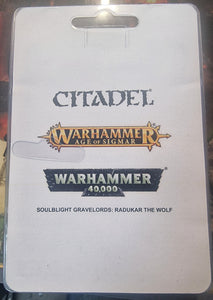 CITADEL
WARHAMMER
AGE OF SIGMAR
WARHAMMER
40,000
SOULBLIGHT GRAVELORDS: RADUKAR THE WOLF